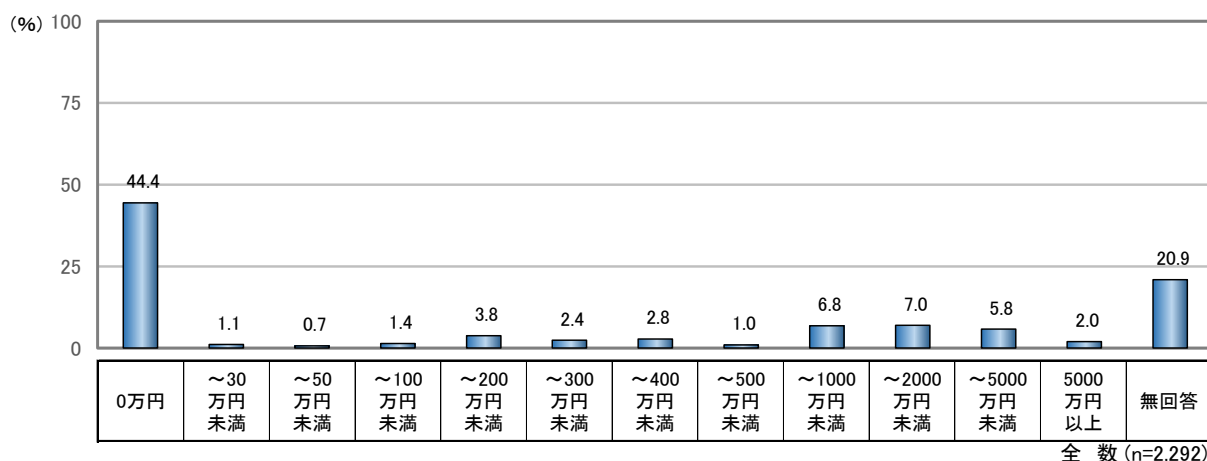 (%)
100
75
50
25
0
44.4
1.1
0.7
1.4
3.8
2.4
2.8
1.0
6.8
7.0
5.8
2.0
20.9
0万円
～30
万円
未満
～50
万円
未満
～100
万円
未満
～200
万円
未満
～300
万円
未満
～400
万円
未満
～500
万円
未満
～1000
万円
未満
～2000
万円
未満
～5000
万円
未満
5000
万円
以上
無回答
全 数 (n=2,292)